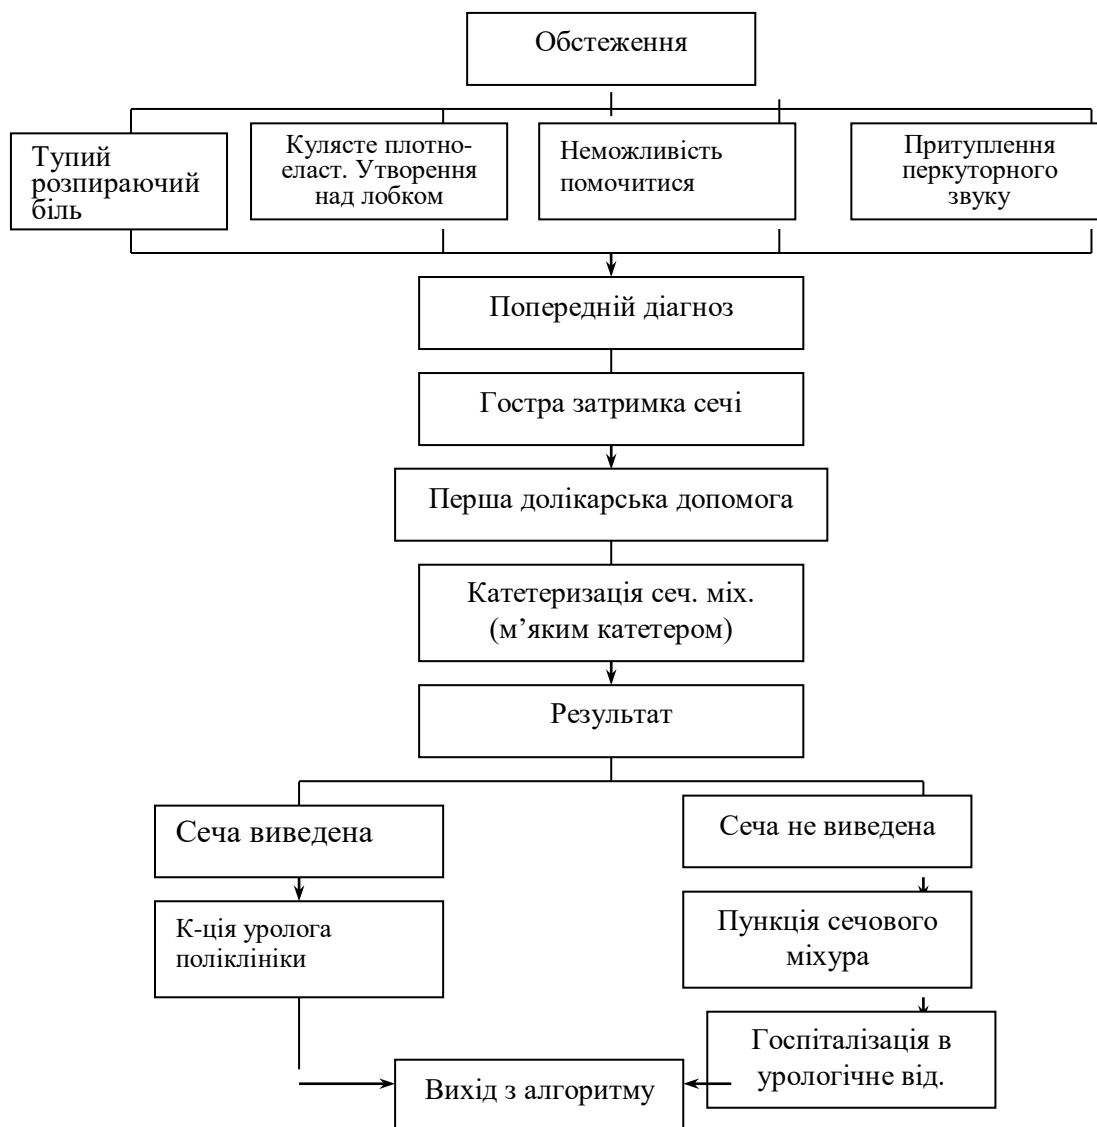 Обстеження
Тупий
розпираючий
біль
Кулясте плотно-
еласт. Утворення
над лобком
Неможливість
помочитися
Притуплення
перкуторного
звуку
Попередній діагноз
Гостра затримка сечі
Перша долікарська допомога
Катетеризація сеч. міх.
(м’яким катетером)
Результат
Сеча виведена
Сеча не виведена
К-ція уролога
поліклініки
Пункція сечового
міхура
Госпіталізація в
урологічне від.
Вихід з алгоритму